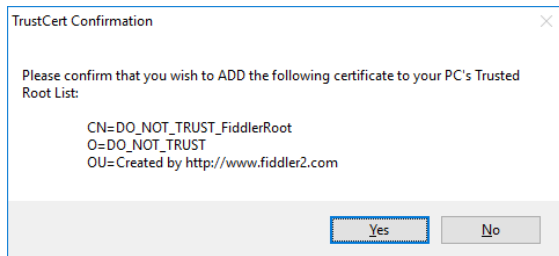 TrustCert Confirmation
Please confirm that you wish to ADD the following certificate to your PC's Trusted
Root List:
CN=DO_NOT_TRUST_FiddlerRoot
O=DO_NOT_TRUST
OU=Created by http://www.fiddler2.com
Yes
No